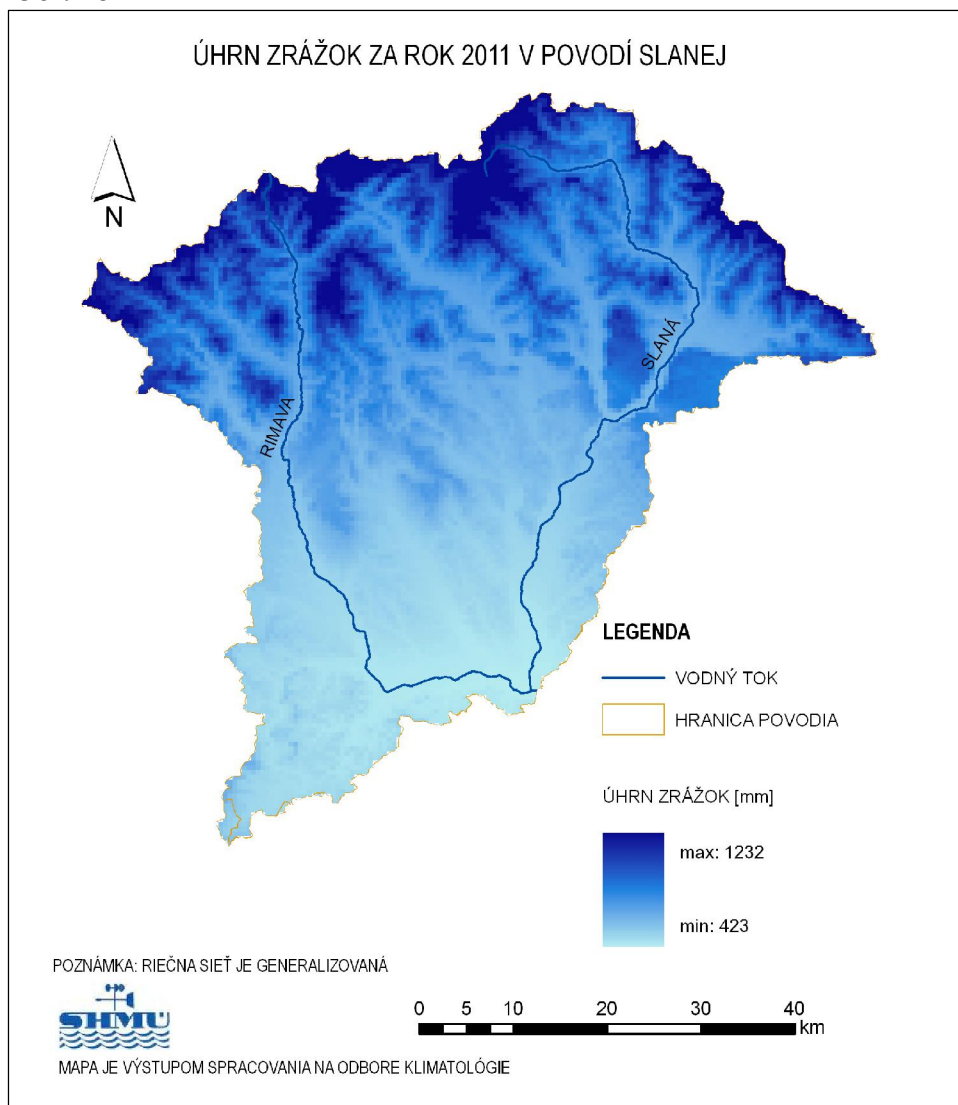 ÚHRN ZRÁŽOK ZA ROK 2011 V POVODÍ SLANEJ
N
RIMAVA
SLANÁ
LEGENDA
VODNÝ TOK
HRANICA POVODIA
ÚHRN ZRÁŽOK [mm]
max: 1232
min: 423
POZNÁMKA: RIEČNA SIEŤ JE GENERALIZOVANÁ
SHMÚ
0 5 10 20 30 40
km
MAPA JE VÝSTUPOM SPRACOVANIA NA ODBORE KLIMATOLÓGIE